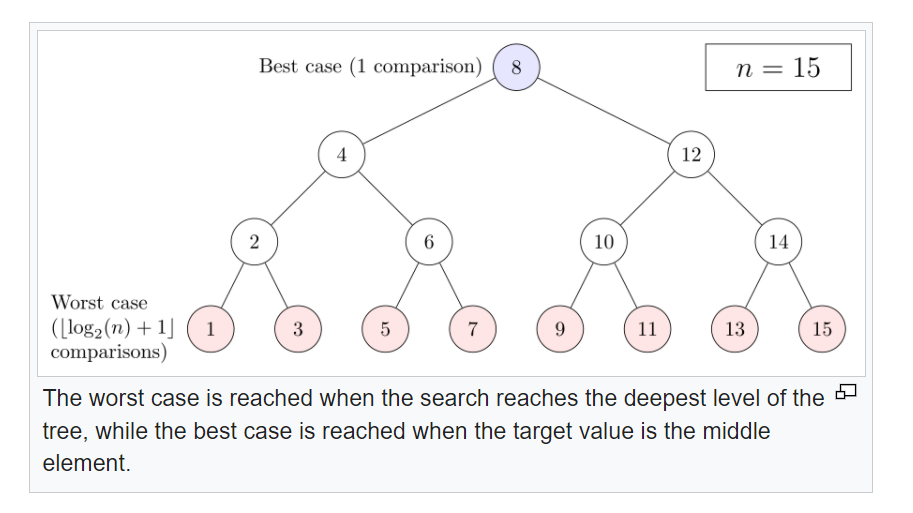 Best case (1 comparison)
8
n = 15
4
12
2
6
10
14
Worst case
(⌊log₂(n) + 1⌋
comparisons)
1
3
5
7
9
11
13
15
The worst case is reached when the search reaches the deepest level of the
tree, while the best case is reached when the target value is the middle
element.